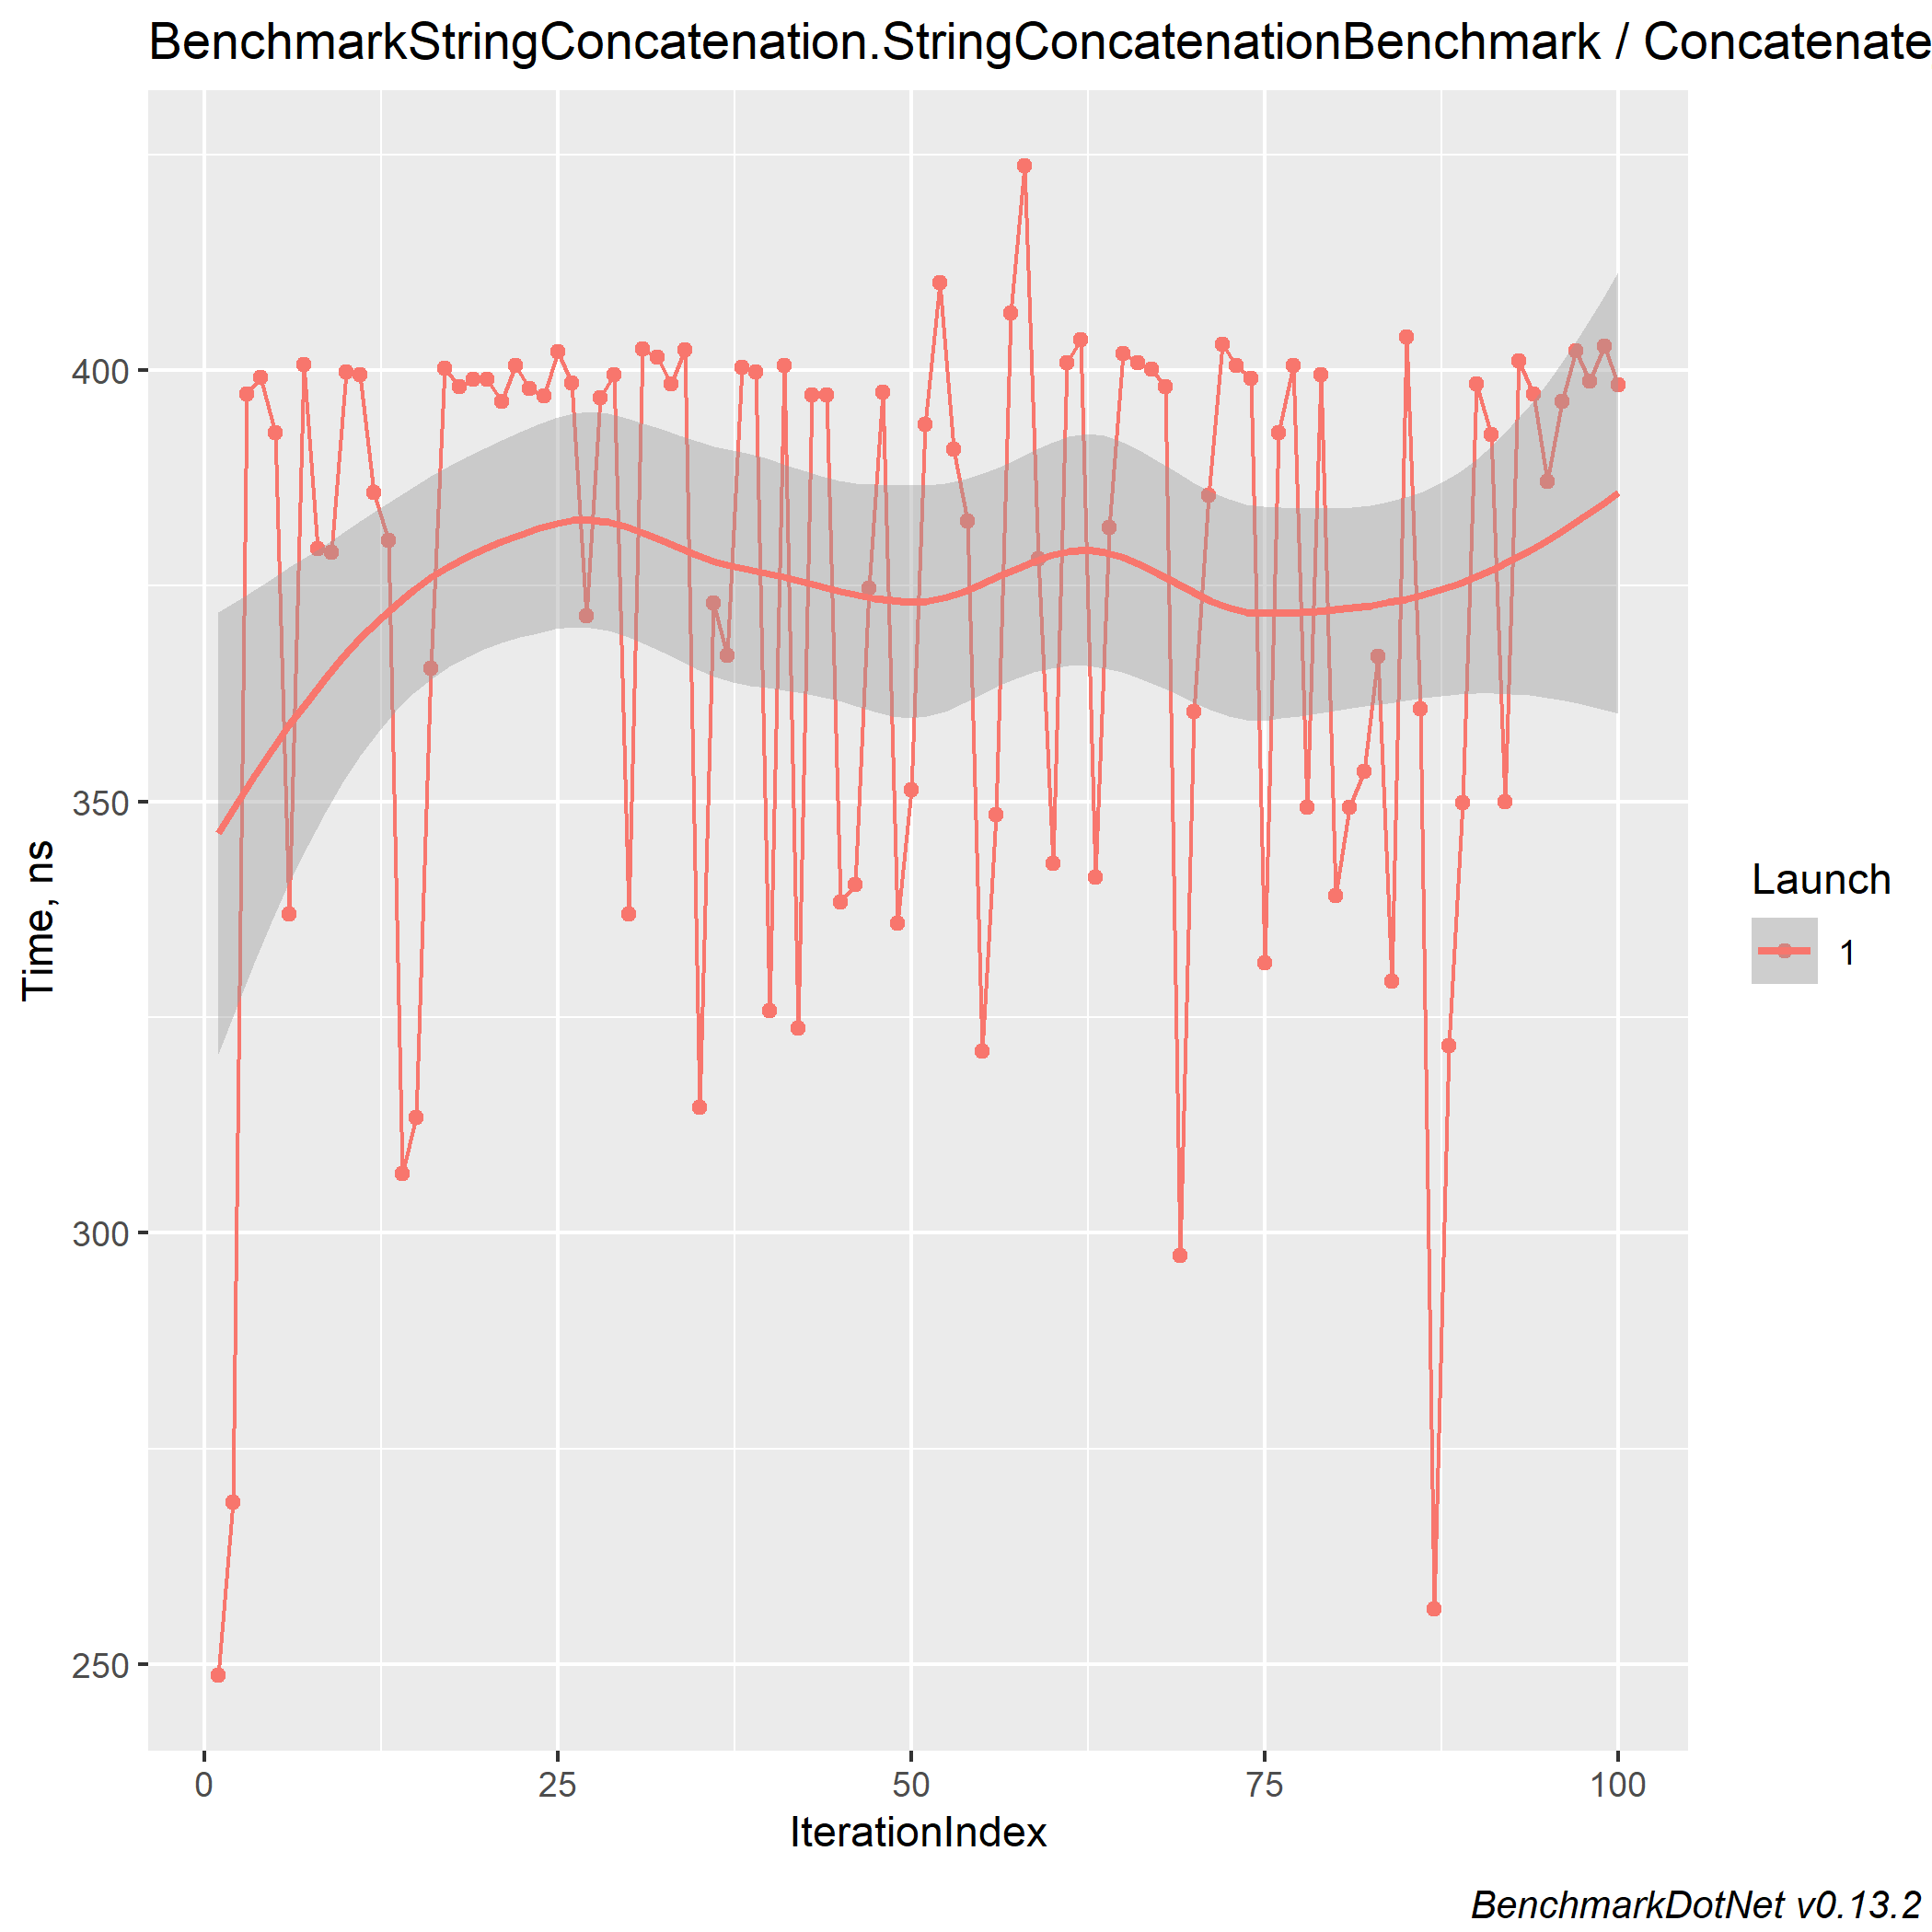 BenchmarkStringConcatenation.StringConcatenationBenchmark / Concatenate
400
350
300
250
Time, ns
0 25 50 75 100
IterationIndex
Launch
1
BenchmarkDotNet v0.13.2